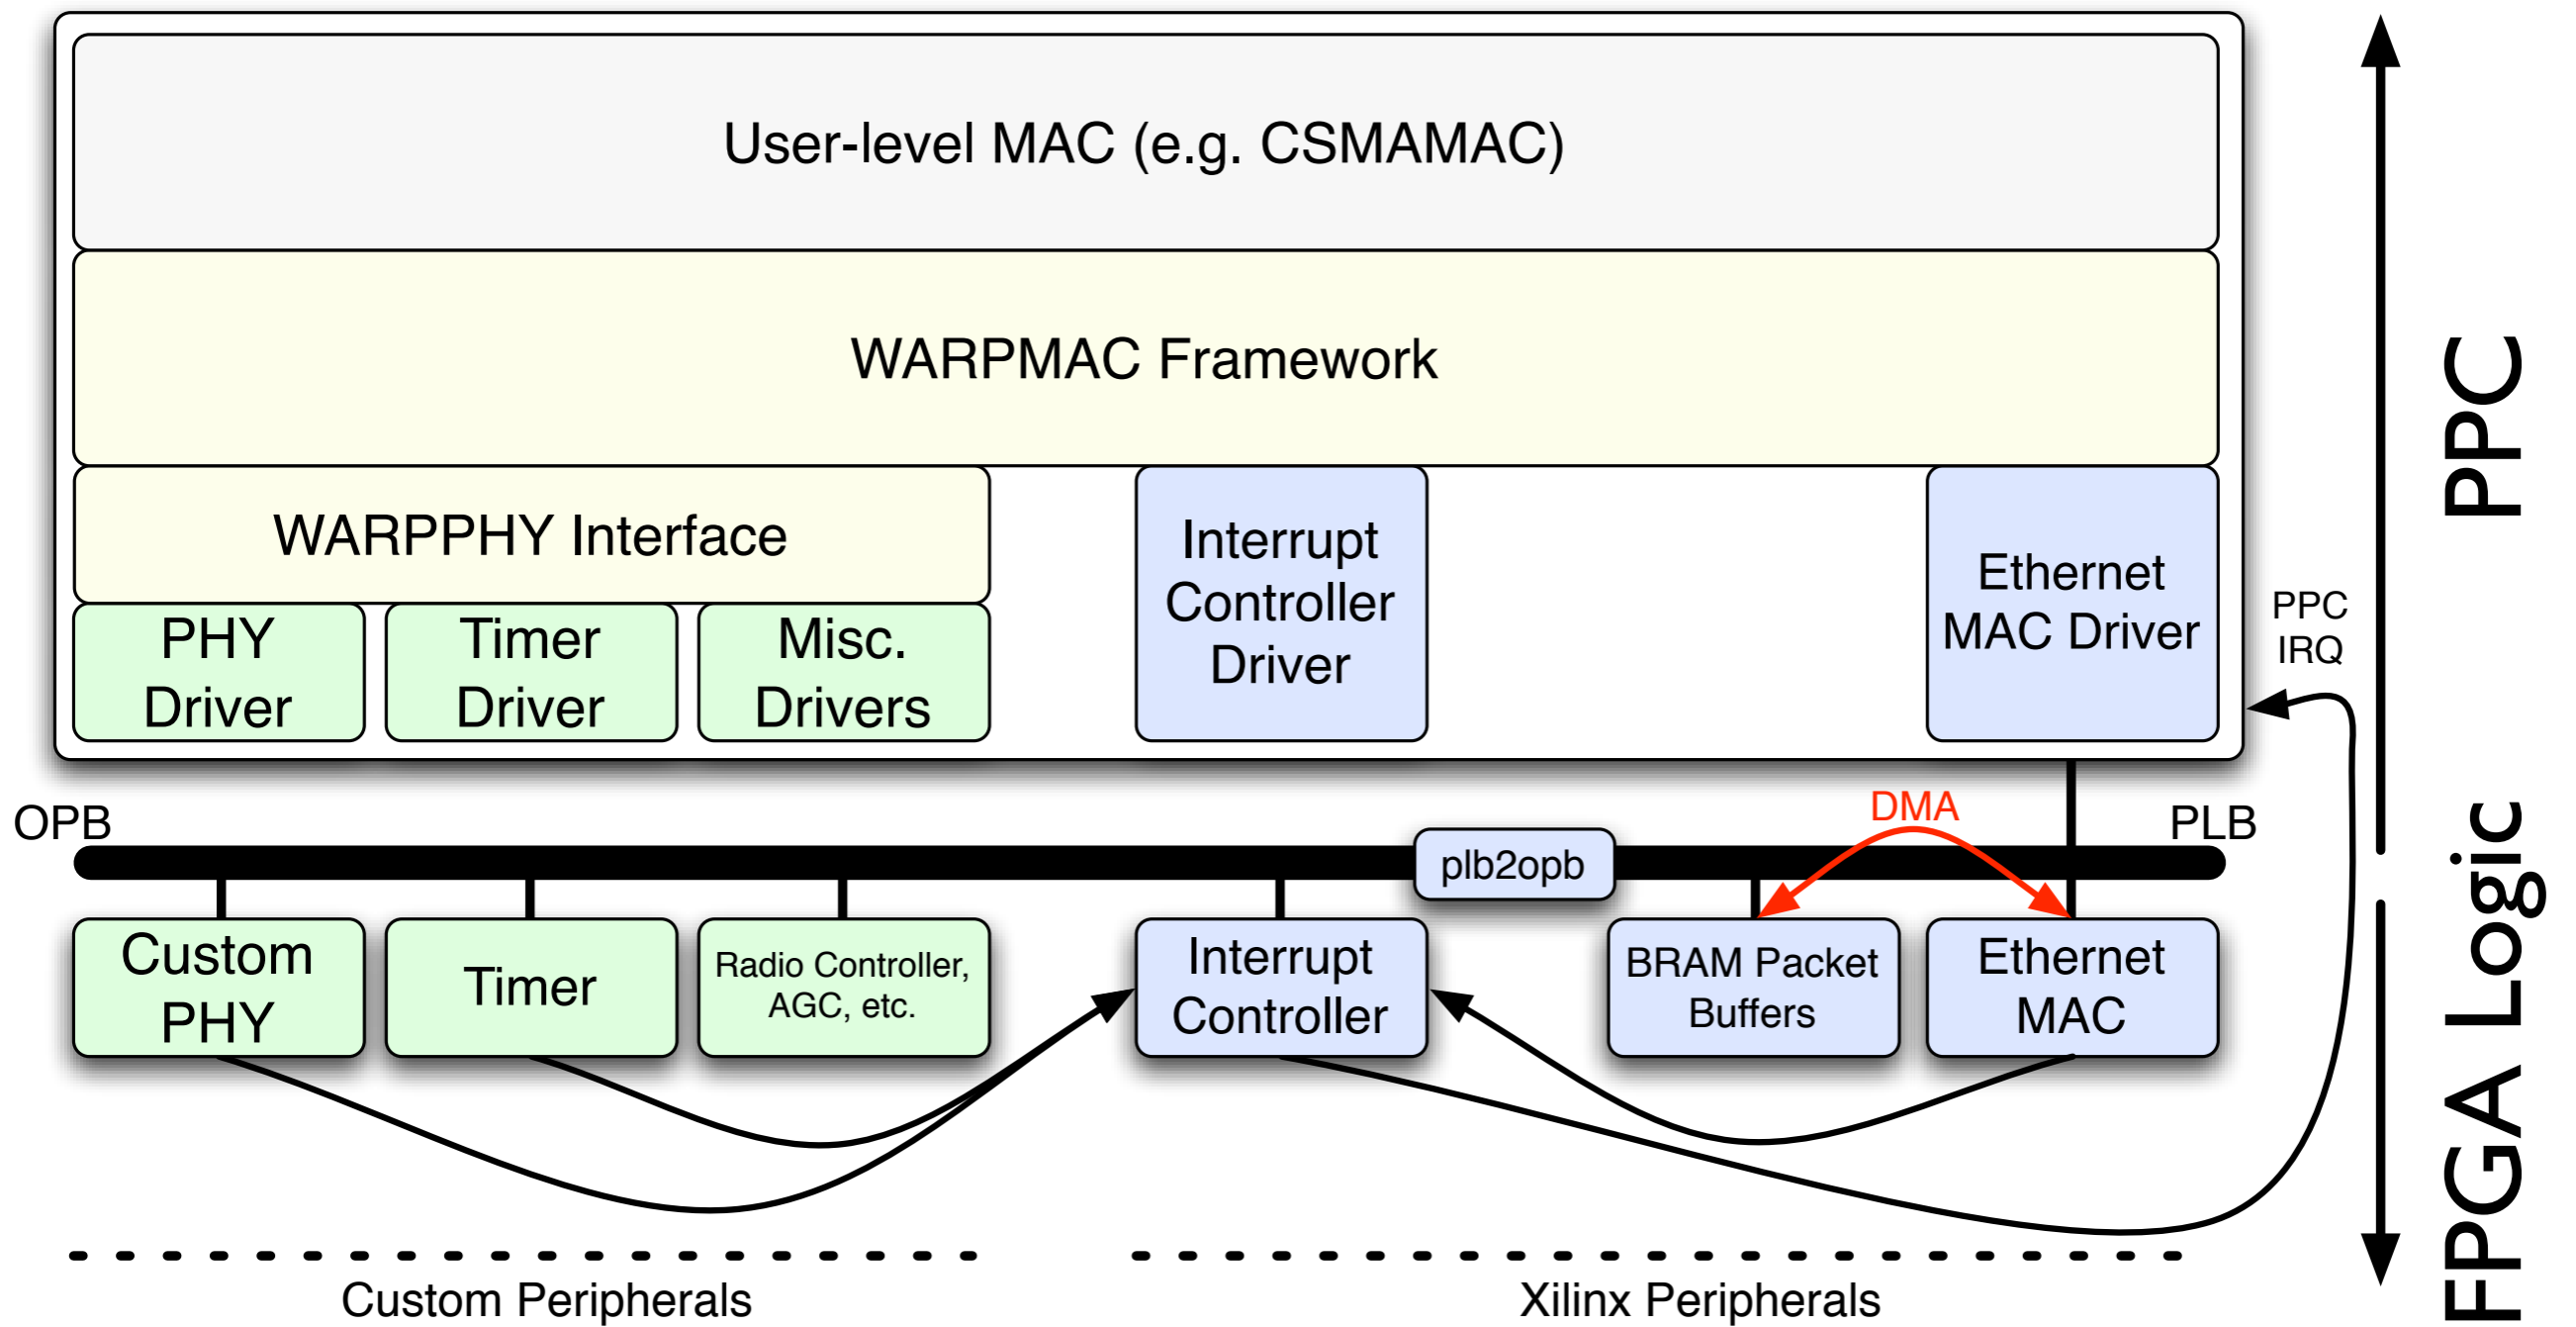 User-level MAC (e.g. CSMAMAC)
WARPMAC Framework
WARPPHY Interface
PHY
Driver
Timer
Driver
Misc.
Drivers
Interrupt
Controller
Driver
Ethernet
MAC Driver
PPC
IRQ
PPC
OPB
DMA
PLB
plb2opb
Custom
PHY
Timer
Radio Controller,
AGC, etc.
Interrupt
Controller
BRAM Packet
Buffers
Ethernet
MAC
FPGA Logic
Custom Peripherals
Xilinx Peripherals